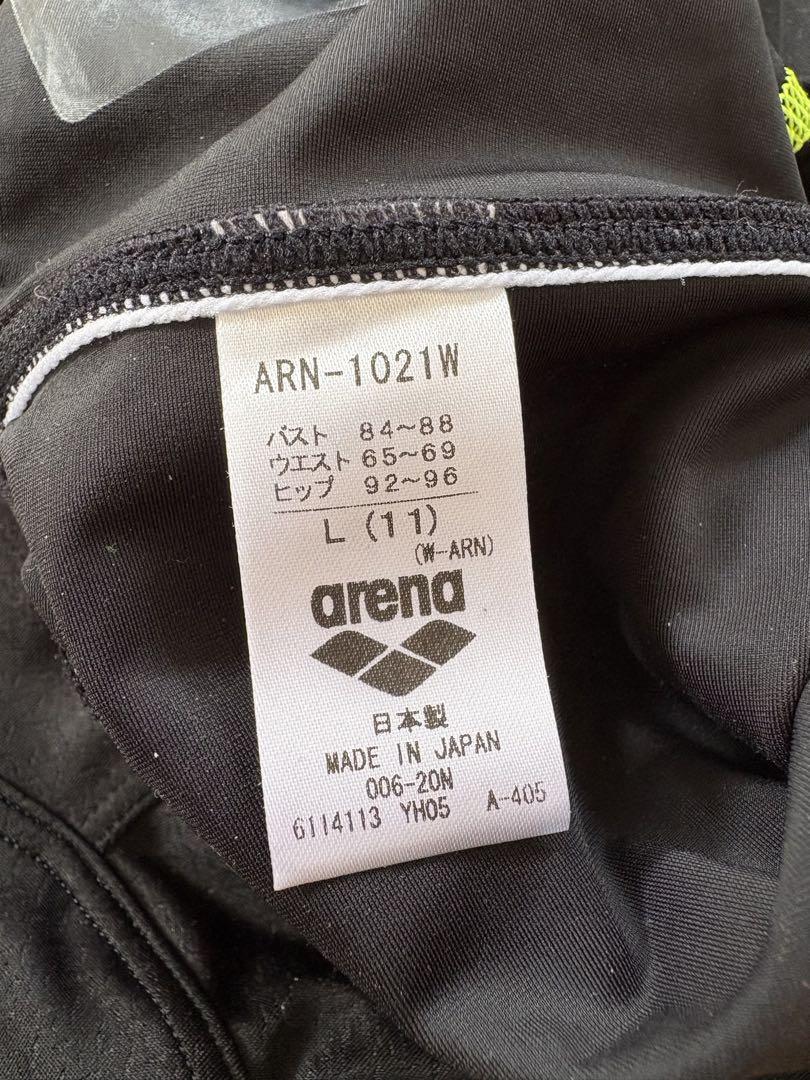 ARN-1021W
バスト 84~88
ウエスト 65~69
ヒップ 92~96
L (11)
(W-ARN)
arena
日本製
MADE IN JAPAN
006-20N
6114113 YH05 A-405